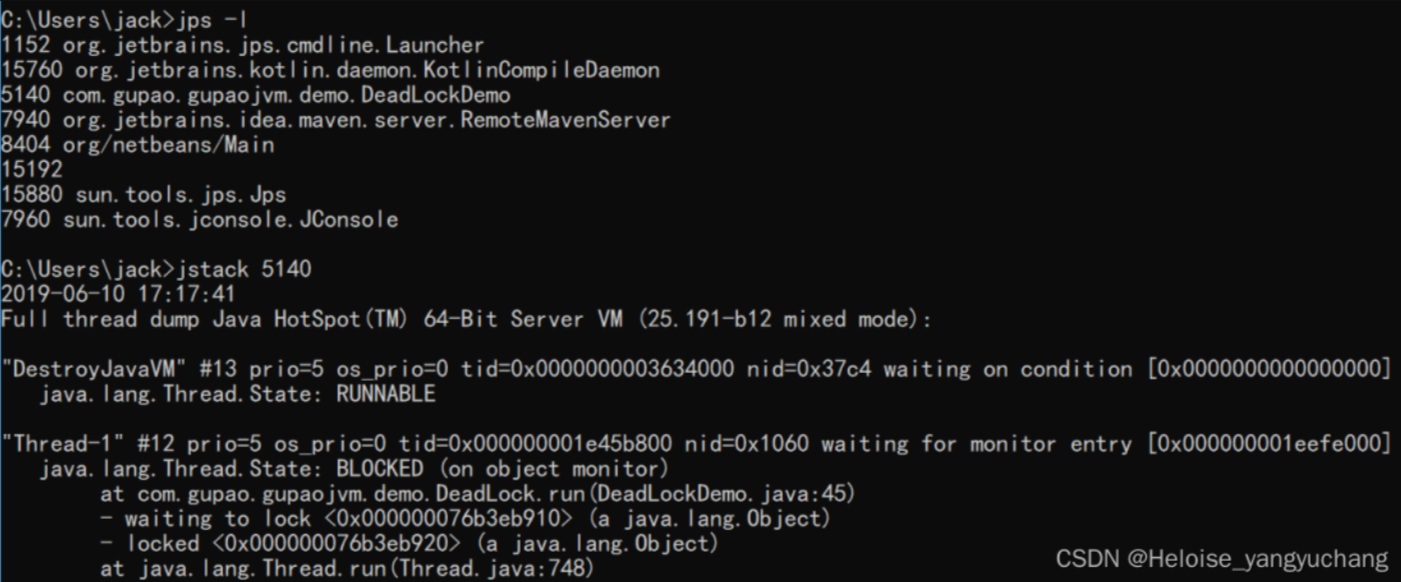 C:\Users\jack>jps -l
1152 org.jetbrains.jps.cmdline.Launcher
15760 org.jetbrains.kotlin.daemon.KotlinCompileDaemon
5140 com.gupao.gupaojvm.demo.DeadLockDemo
7940 org.jetbrains.idea.maven.server.RemoteMavenServer
8404 org/netbeans/Main
15192
15880 sun.tools.jps.Jps
7960 sun.tools.jconsole.JConsole
C:\Users\jack>jstack 5140
2019-06-10 17:17:41
Full thread dump Java HotSpot(TM) 64-Bit Server VM (25.191-b12 mixed mode):
"DestroyJavaVM" #13 prio=5 os_prio=0 tid=0x0000000003634000 nid=0x37c4 waiting on condition [0x0000000000000000]
java.lang.Thread.State: RUNNABLE
"Thread-1" #12 prio=5 os_prio=0 tid=0x000000001e45b800 nid=0x1060 waiting for monitor entry [0x000000001eefe000]
java.lang.Thread.State: BLOCKED (on object monitor)
at com.gupao.gupaojvm.demo.DeadLock.run(DeadLockDemo.java:45)
- waiting to lock <0x000000076b3eb910> (a java.lang.Object)
- locked <0x000000076b3eb920> (a java.lang.Object)
at java.lang.Thread.run(Thread.java:748)
CSDN @Heloise_yangyuchang